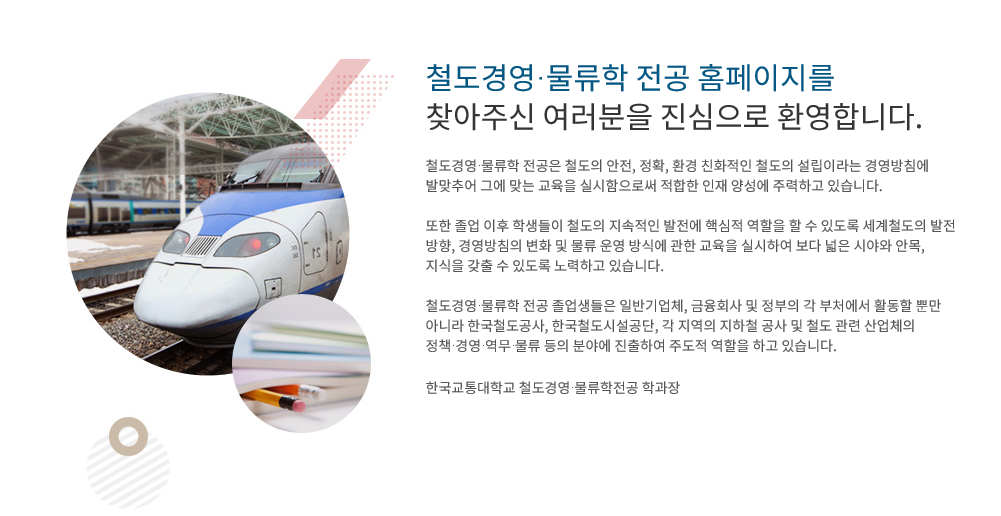 철도경영·물류학 전공 홈페이지를
찾아주신 여러분을 진심으로 환영합니다.
철도경영·물류학 전공은 철도의 안전, 정확, 환경 친화적인 철도의 설립이라는 경영방침에
발맞추어 그에 맞는 교육을 실시함으로써 적합한 인재 양성에 주력하고 있습니다.
또한 졸업 이후 학생들이 철도의 지속적인 발전에 핵심적 역할을 할 수 있도록 세계철도의 발전
방향, 경영방침의 변화 및 물류 운영 방식에 관한 교육을 실시하여 보다 넓은 시야와 안목,
지식을 갖출 수 있도록 노력하고 있습니다.
철도경영·물류학 전공 졸업생들은 일반기업체, 금융회사 및 정부의 각 부처에서 활동할 뿐만
아니라 한국철도공사, 한국철도시설공단, 각 지역의 지하철 공사 및 철도 관련 산업체의
정책·경영·역무·물류 등의 분야에 진출하여 주도적 역할을 하고 있습니다.
한국교통대학교 철도경영·물류학전공 학과장